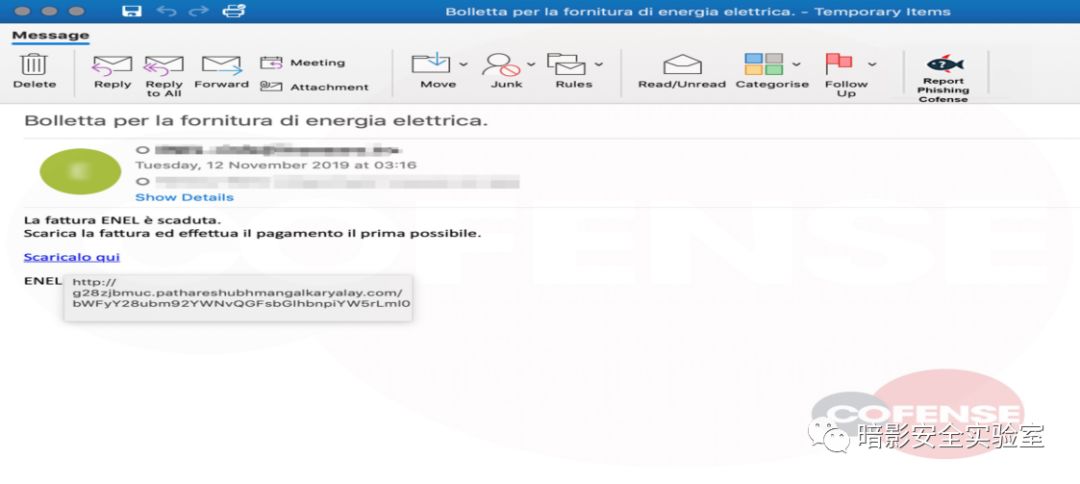 Bolletta per la fornitura di energia elettrica. – Temporary Items
Message
Delete
Reply
Reply to All
Forward
Meeting
Attachment
Move
Junk
Rules
Read/Unread
Categorise
Follow Up
Report Phishing
Cofense
Bolletta per la fornitura di energia elettrica.
Tuesday, 12 November 2019 at 03:16
Show Details
La fattura ENEL è scaduta.
Scarica la fattura ed effettua il pagamento il prima possibile.
Scaricalo qui
ENEL
http://
g28zjbmuc.pathareshubhmangalkaryalay.com/
bWFyY28ubm92YWNvQGFsbGlhbnpiYW5rLml0
COFENSE
COFENSE
暗影安全实验室